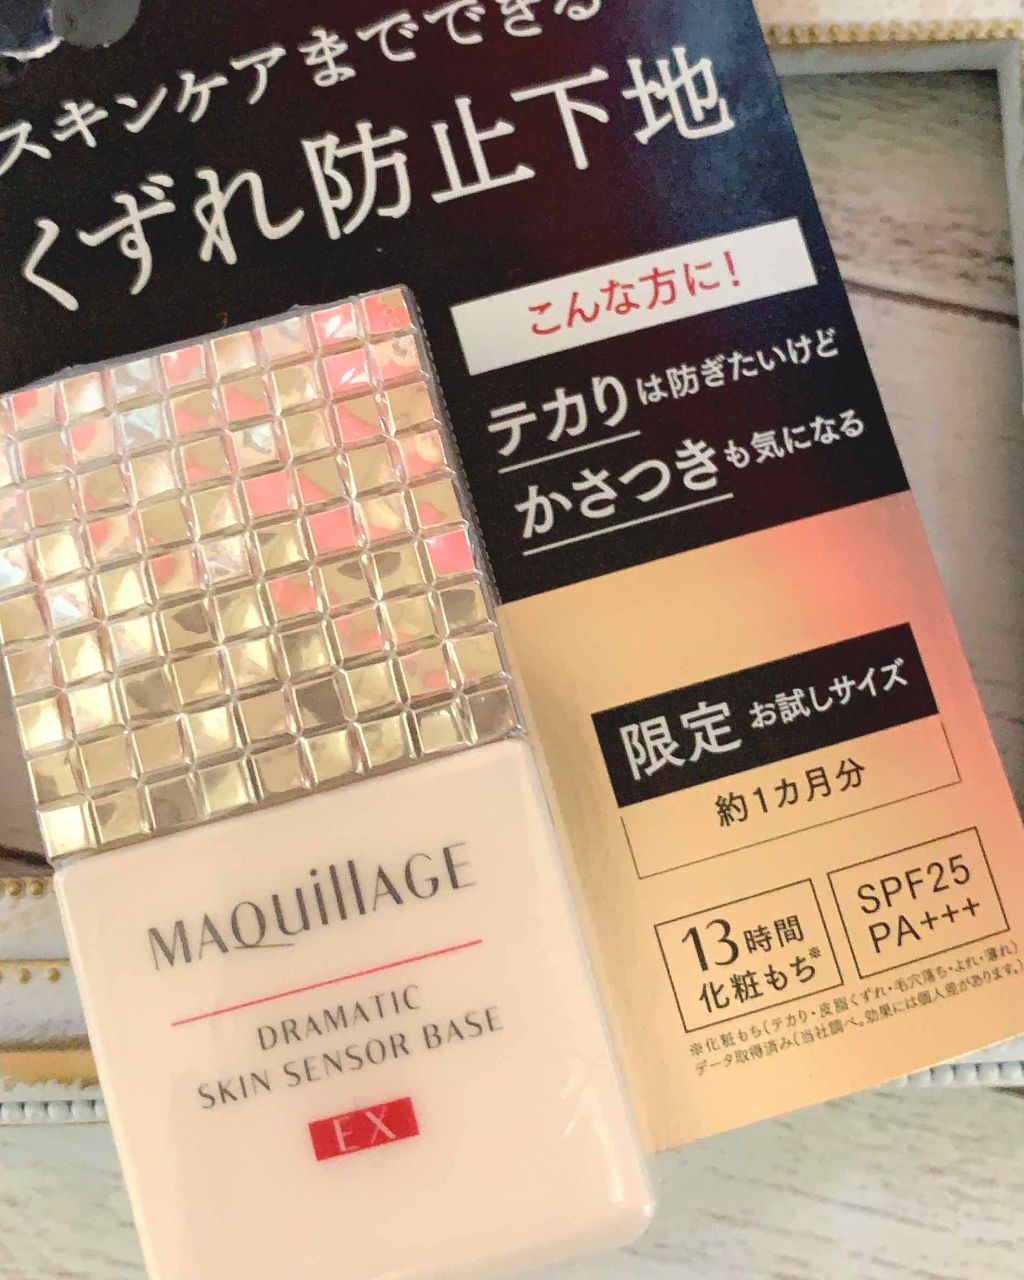 スキンケアまでできる
くずれ防止下地
こんな方に!
テカりは防ぎたいけど
かさつきも気になる
限定 お試しサイズ
約1カ月分
13時間
化粧もち※
SPF25
PA+++
※化粧もち(テカリ・皮脂くずれ・毛穴落ち・よれ・薄れ)
データ取得済み(当社調べ。効果には個人差があります。)
MAQuillAGE
DRAMATIC
SKIN SENSOR BASE
EX